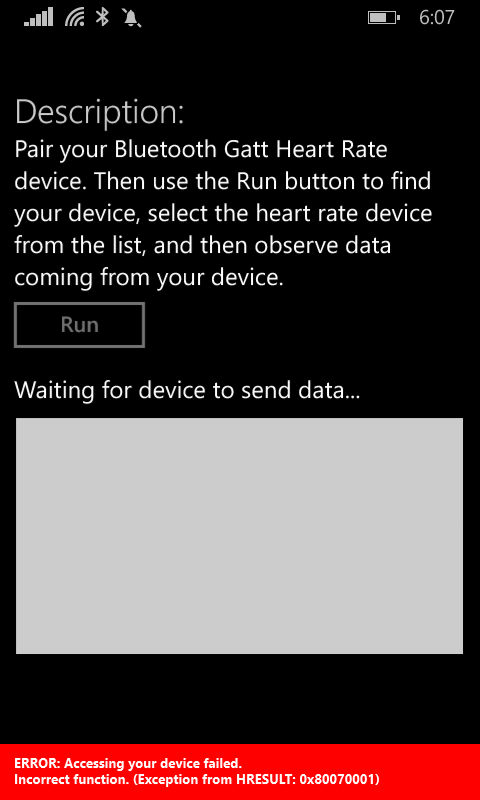 6:07
Description:
Pair your Bluetooth Gatt Heart Rate
device. Then use the Run button to find
your device, select the heart rate device
from the list, and then observe data
coming from your device.
Run
Waiting for device to send data...
ERROR: Accessing your device failed.
Incorrect function. (Exception from HRESULT: 0x80070001)